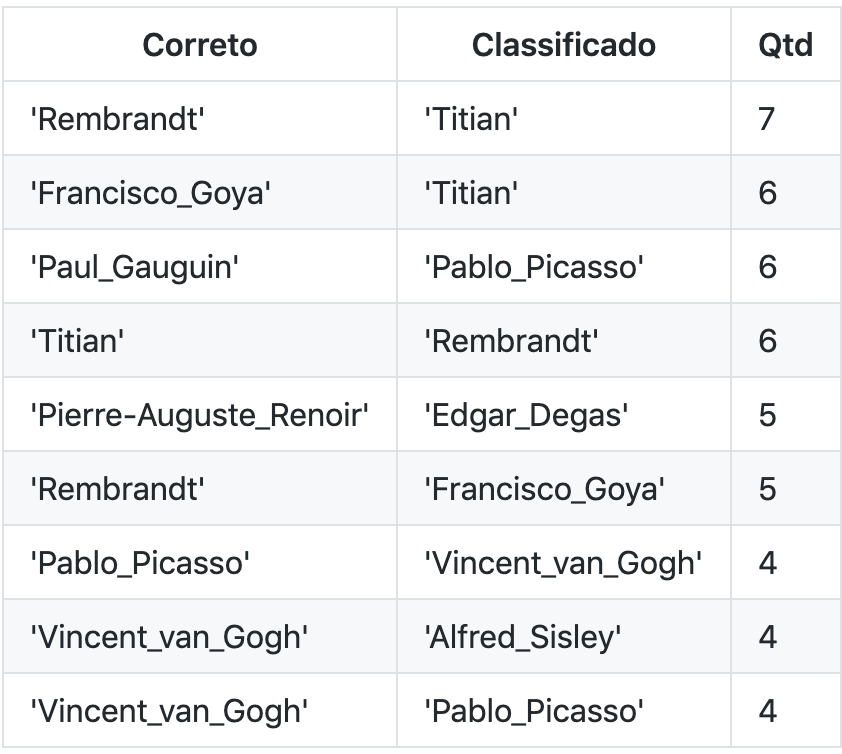 Correto Classificado Qtd
'Rembrandt' 'Titian' 7
'Francisco_Goya' 'Titian' 6
'Paul_Gauguin' 'Pablo_Picasso' 6
'Titian' 'Rembrandt' 6
'Pierre-Auguste_Renoir' 'Edgar_Degas' 5
'Rembrandt' 'Francisco_Goya' 5
'Pablo_Picasso' 'Vincent_van_Gogh' 4
'Vincent_van_Gogh' 'Alfred_Sisley' 4
'Vincent_van_Gogh' 'Pablo_Picasso' 4